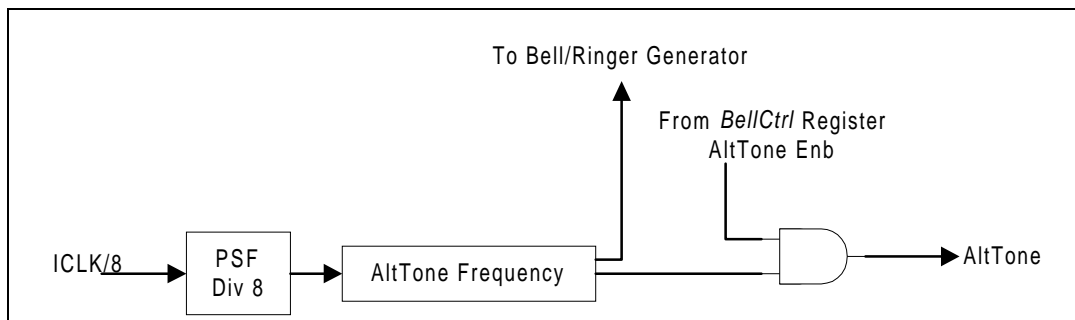 To Bell/Ringer Generator
From BellCtrl Register
AltTone Enb
ICLK/8
PSF
Div 8
AltTone Frequency
AltTone